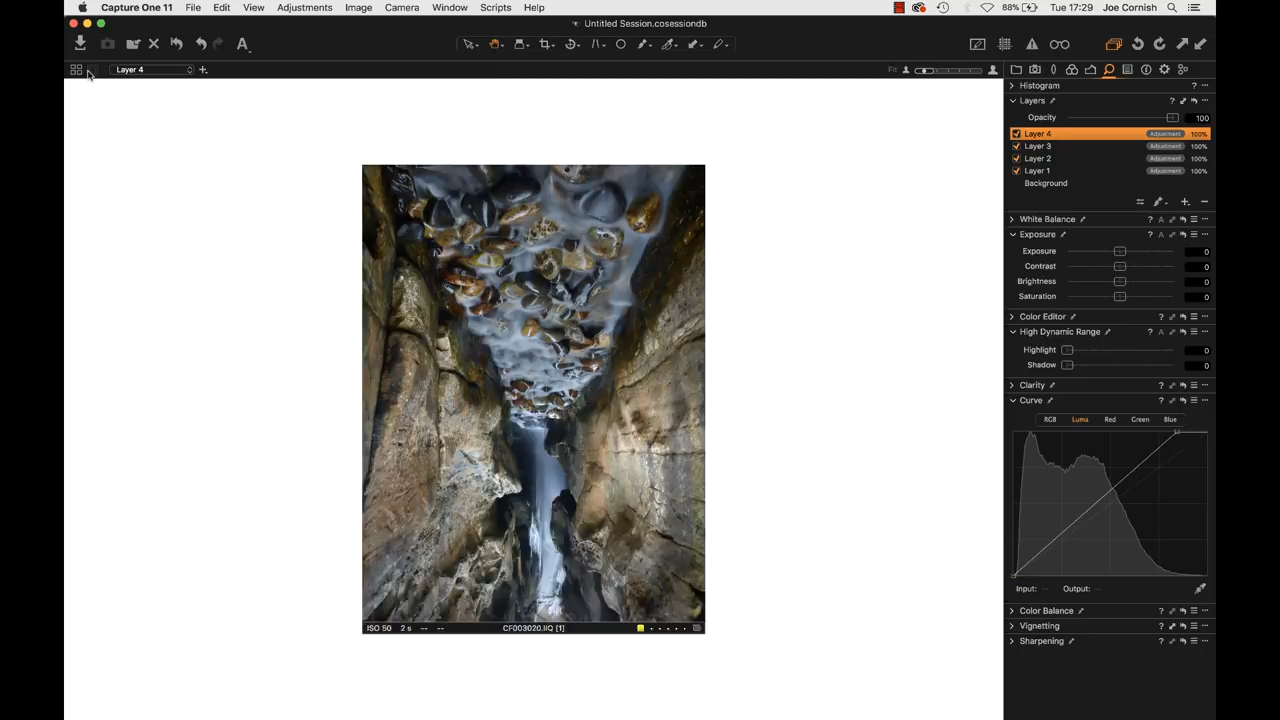 Capture One 11 File Edit View Adjustments Image Camera Window Scripts Help 88% Tue 17:29 Joe Cornish
Untitled Session.cosessiondb
A
Layer 4 Fit
Histogram ?
Layers ?
Opacity 100
Layer 4 Adjustment 100%
Layer 3 Adjustment 100%
Layer 2 Adjustment 100%
Layer 1 Adjustment 100%
Background
White Balance ? A
Exposure ? A
Exposure 0
Contrast 0
Brightness 0
Saturation 0
Color Editor ?
High Dynamic Range ? A
Highlight 0
Shadow 0
Clarity ?
Curve ?
RGB Luma Red Green Blue
Input: -- Output: --
Color Balance ?
Vignetting ?
Sharpening ?
ISO 50 2 s -- -- CF003020.IIQ [1]